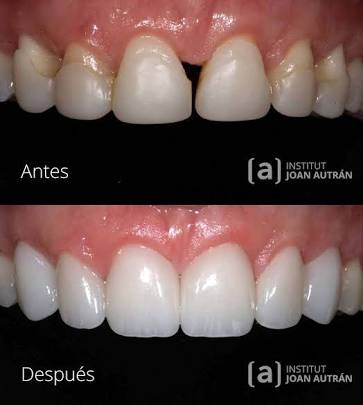 Antes
[a] INSTITUT
JOAN AUTRÁN
Después
[a] INSTITUT
JOAN AUTRÁN